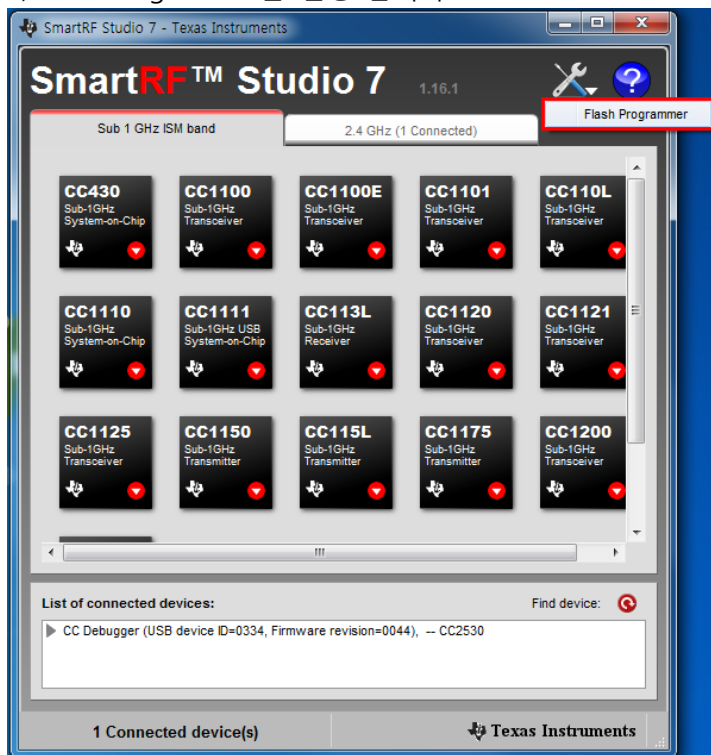 SmartRF Studio 7 - Texas Instruments
SmartRF™ Studio 7 1.16.1
Flash Programmer
Sub 1 GHz ISM band
2.4 GHz (1 Connected)
CC430
Sub-1GHz
System-on-Chip
CC1100
Sub-1GHz
Transceiver
CC1100E
Sub-1GHz
Transceiver
CC1101
Sub-1GHz
Transceiver
CC110L
Sub-1GHz
Transceiver
CC1110
Sub-1GHz
System-on-Chip
CC1111
Sub-1GHz USB
System-on-Chip
CC113L
Sub-1GHz
Receiver
CC1120
Sub-1GHz
Transceiver
CC1121
Sub-1GHz
Transceiver
CC1125
Sub-1GHz
Transceiver
CC1150
Sub-1GHz
Transmitter
CC115L
Sub-1GHz
Transmitter
CC1175
Sub-1GHz
Transmitter
CC1200
Sub-1GHz
Transceiver
List of connected devices:
Find device:
CC Debugger (USB device ID=0334, Firmware revision=0044), -- CC2530
1 Connected device(s)
Texas Instruments